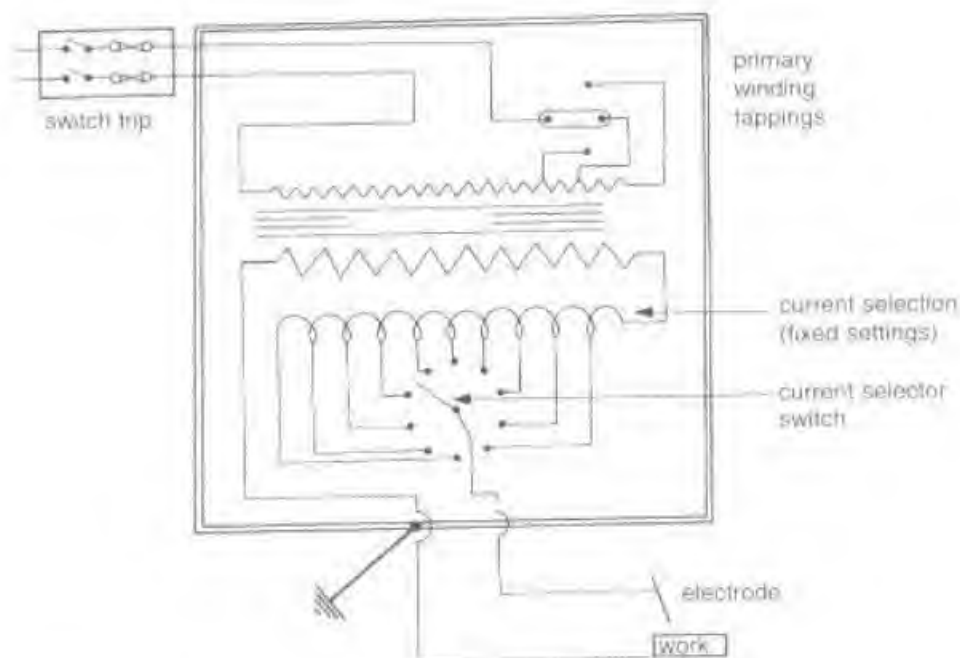 switch trip
primary
winding
tappings
current selection
(fixed settings)
current selector
switch
electrode
work